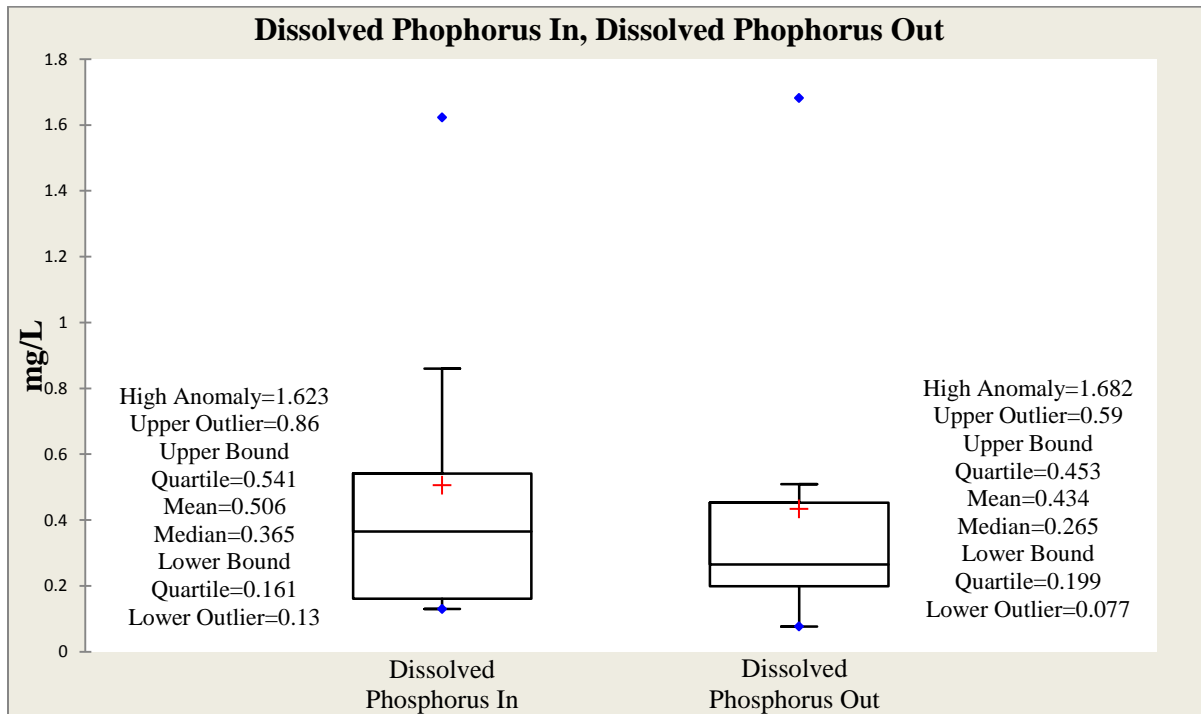 Dissolved Phophorus In, Dissolved Phophorus Out
1.8
1.6
1.4
1.2
1
0.8
0.6
0.4
0.2
0
mg/L
High Anomaly=1.623
Upper Outlier=0.86
Upper Bound
Quartile=0.541
Mean=0.506
Median=0.365
Lower Bound
Quartile=0.161
Lower Outlier=0.13
High Anomaly=1.682
Upper Outlier=0.59
Upper Bound
Quartile=0.453
Mean=0.434
Median=0.265
Lower Bound
Quartile=0.199
Lower Outlier=0.077
Dissolved
Phosphorus In
Dissolved
Phosphorus Out